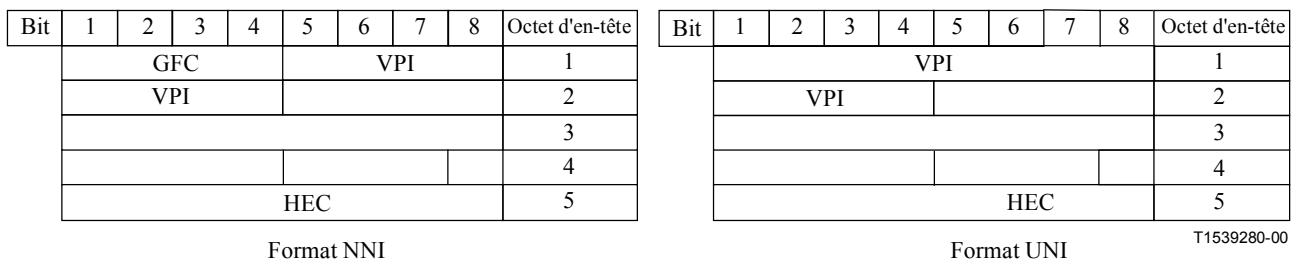 Bit 1 2 3 4 5 6 7 8 Octet d'en-tête
GFC VPI 1
VPI 2
3
4
HEC 5
Format NNI
Bit 1 2 3 4 5 6 7 8 Octet d'en-tête
VPI 1
VPI 2
3
4
HEC 5
Format UNI
T1539280-00